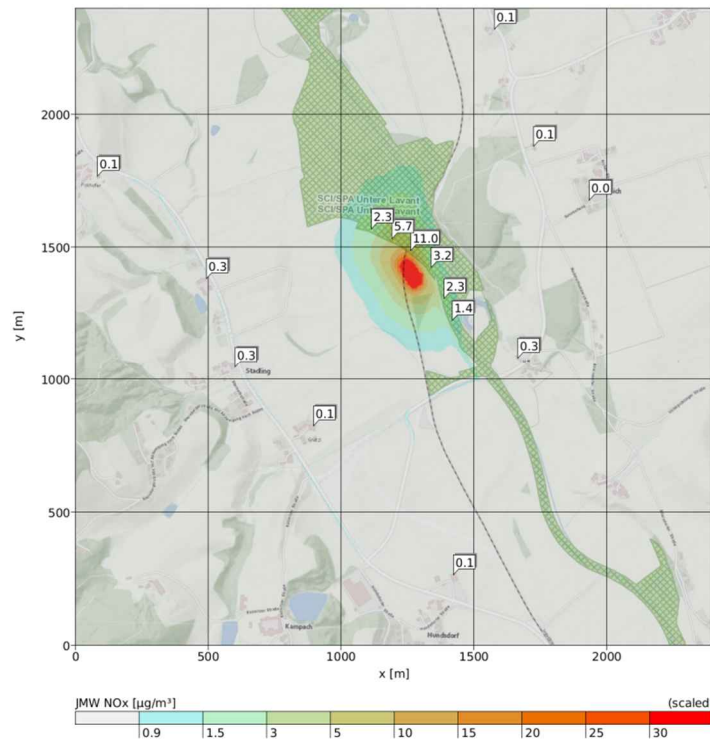 0.1
0.1
0.1
0.0
SCI/SPA Untere Lavant
SCI/SPA Untere Lavant
2.3
5.7
11.0
3.2
0.3
2.3
1.4
0.3
0.3
Stadling
0.1
0.1
Kampach
Hundsdorf
2000
1500
1000
500
0
y [m]
0 500 1000 1500 2000
x [m]
JMW NOx [µg/m³] (scaled
0.9 1.5 3 5 10 15 20 25 30